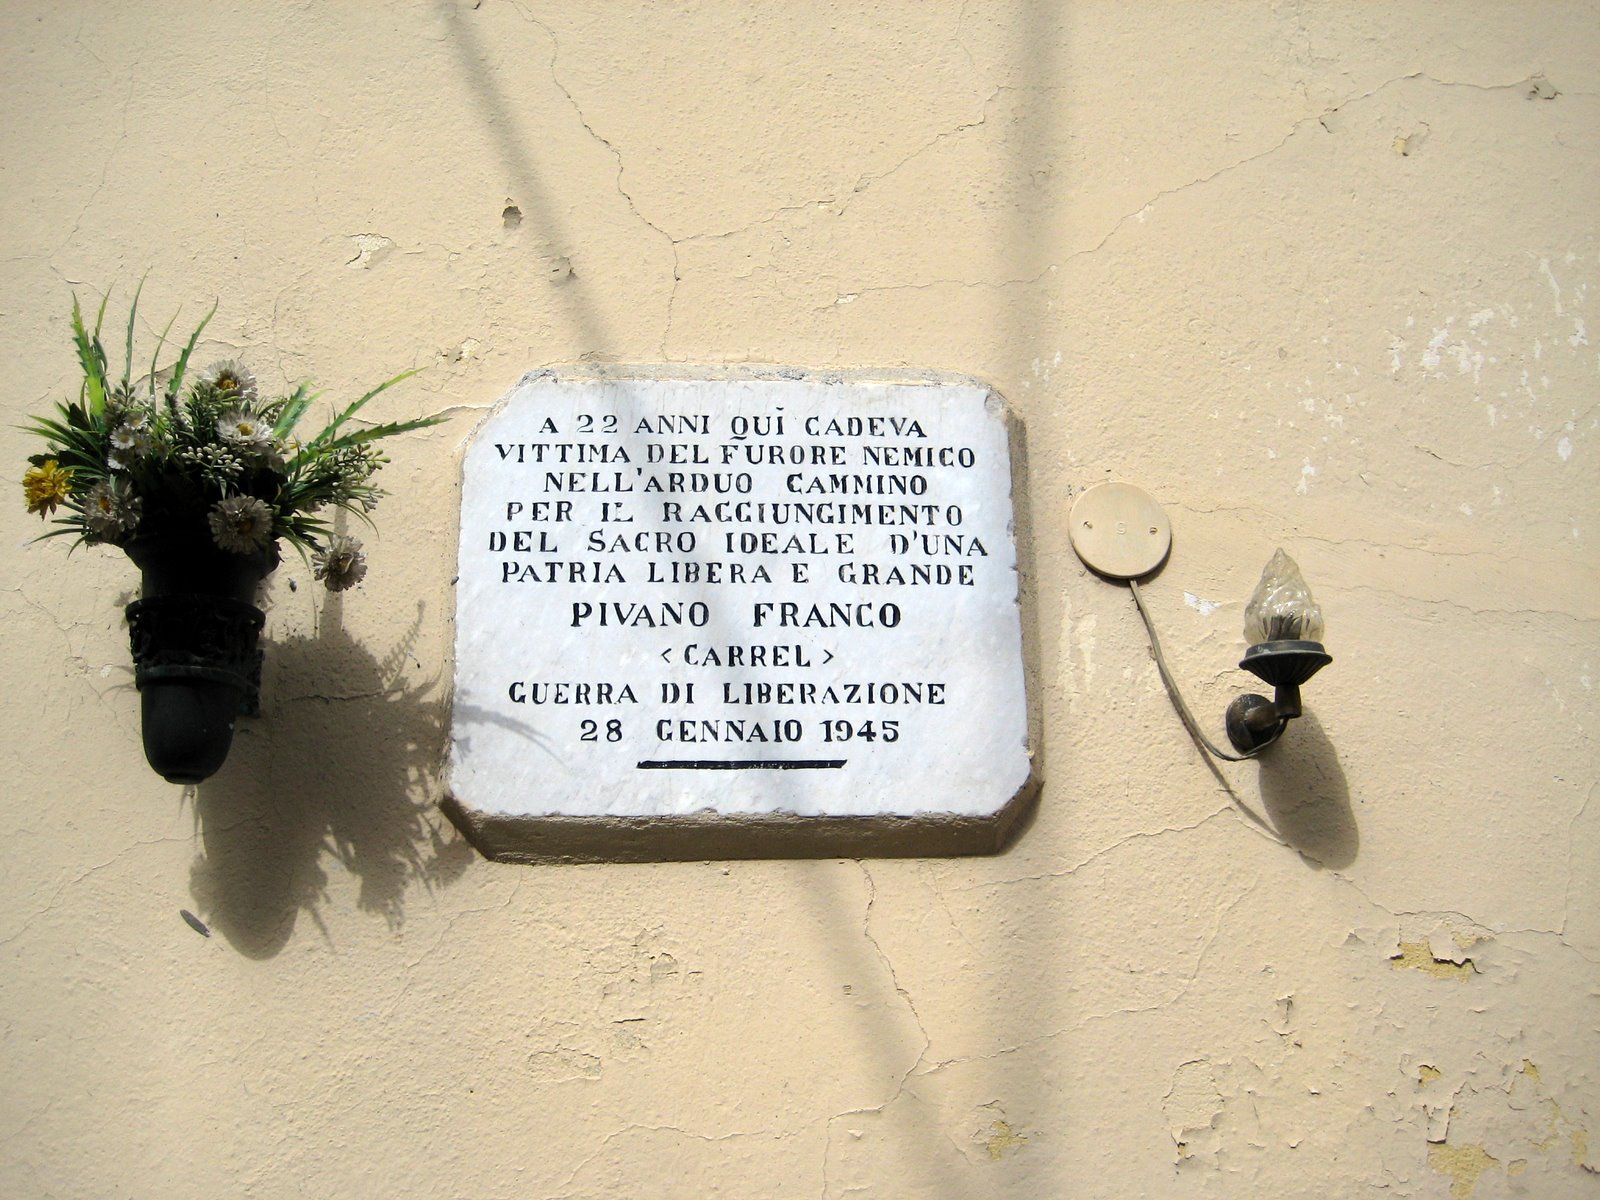 A 22 ANNI QUĬ CADEVA
VITTIMA DEL FURORE NEMICO
NELL'ARDUO CAMMINO
PER IL RAGGIUNGIMENTO
DEL SACRO IDEALE D'UNA
PATRIA LIBERA E GRANDE
PIVANO FRANCO
<CARREL>
GUERRA DI LIBERAZIONE
28 GENNAIO 1945